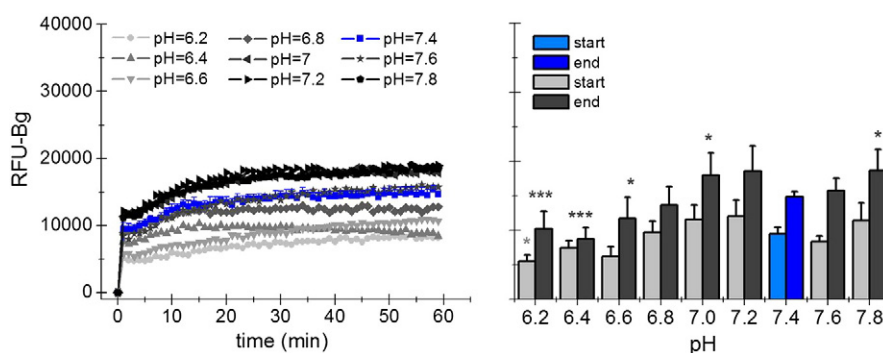 40000
30000
20000
10000
0
RFU-Bg
pH=6.2 pH=6.8 pH=7.4
pH=6.4 pH=7 pH=7.6
pH=6.6 pH=7.2 pH=7.8
0 10 20 30 40 50 60
time (min)
start
end
start
end
* *** *** * * *
6.2 6.4 6.6 6.8 7.0 7.2 7.4 7.6 7.8
pH